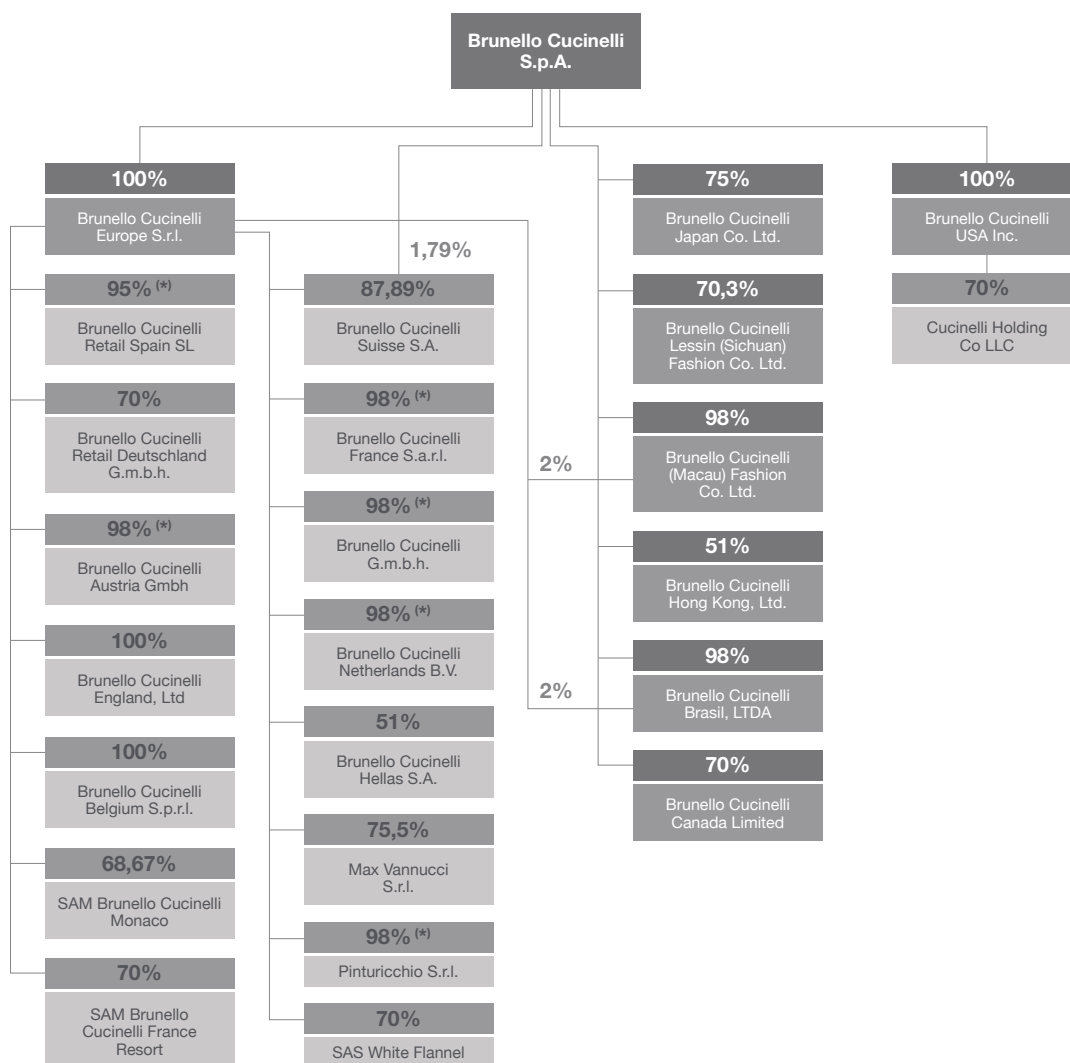 Brunello Cucinelli
S.p.A.
100%
Brunello Cucinelli
Europe S.r.l.
95% (*)
Brunello Cucinelli
Retail Spain SL
70%
Brunello Cucinelli
Retail Deutschland
G.m.b.h.
98% (*)
Brunello Cucinelli
Austria Gmbh
100%
Brunello Cucinelli
England, Ltd
100%
Brunello Cucinelli
Belgium S.p.r.l.
68,67%
SAM Brunello Cucinelli
Monaco
70%
SAM Brunello
Cucinelli France
Resort
1,79%
87,89%
Brunello Cucinelli
Suisse S.A.
98% (*)
Brunello Cucinelli
France S.a.r.l.
98% (*)
Brunello Cucinelli
G.m.b.h.
98% (*)
Brunello Cucinelli
Netherlands B.V.
51%
Brunello Cucinelli
Hellas S.A.
75,5%
Max Vannucci
S.r.l.
98% (*)
Pinturicchio S.r.l.
70%
SAS White Flannel
2%
2%
75%
Brunello Cucinelli
Japan Co. Ltd.
70,3%
Brunello Cucinelli
Lessin (Sichuan)
Fashion Co. Ltd.
98%
Brunello Cucinelli
(Macau) Fashion
Co. Ltd.
51%
Brunello Cucinelli
Hong Kong, Ltd.
98%
Brunello Cucinelli
Brasil, LTDA
70%
Brunello Cucinelli
Canada Limited
100%
Brunello Cucinelli
USA Inc.
70%
Cucinelli Holding
Co LLC